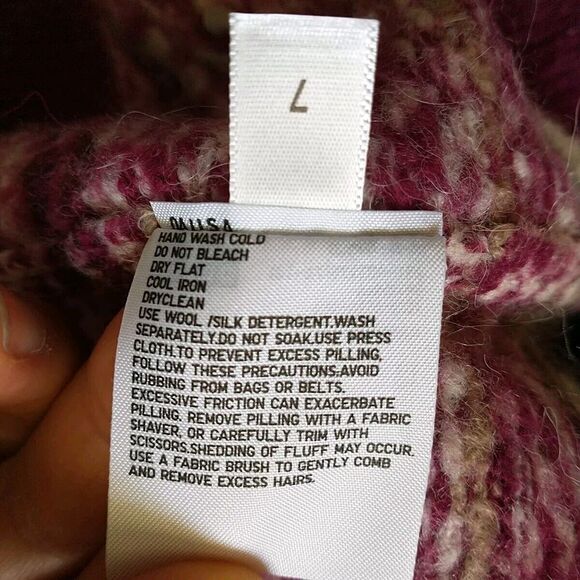 L
HAND WASH COLD
DO NOT BLEACH
DRY FLAT
COOL IRON
DRYCLEAN
USE WOOL /SILK DETERGENT.WASH
SEPARATELY.DO NOT SOAK.USE PRESS
CLOTH.TO PREVENT EXCESS PILLING,
FOLLOW THESE PRECAUTIONS.AVOID
RUBBING FROM BAGS OR BELTS.
EXCESSIVE FRICTION CAN EXACERBATE
PILLING. REMOVE PILLING WITH A FABRIC
SHAVER, OR CAREFULLY TRIM WITH
SCISSORS.SHEDDING OF FLUFF MAY OCCUR.
USE A FABRIC BRUSH TO GENTLY COMB
AND REMOVE EXCESS HAIRS.